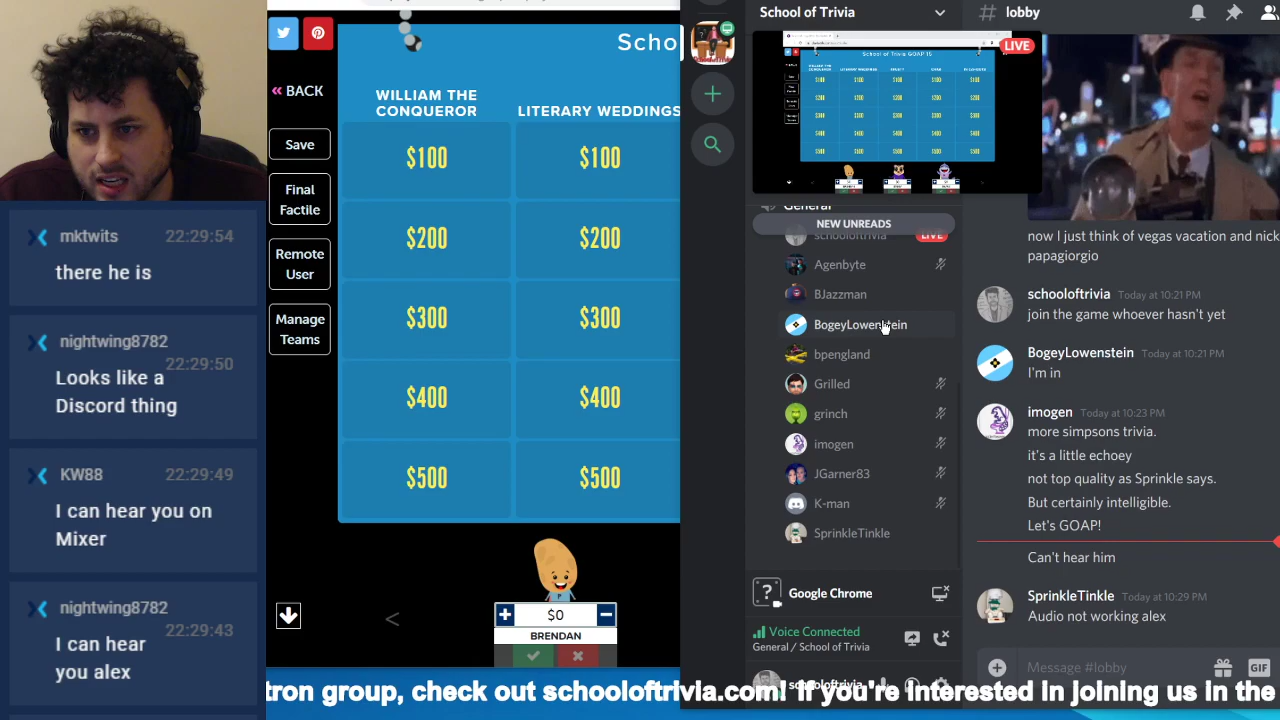 BACK
Save
Final
Factile
Remote
User
Manage
Teams
mktwits 22:29:54
there he is
nightwing8782
22:29:50
Looks like a
Discord thing
KW88 22:29:49
I can hear you on
Mixer
nightwing8782
22:29:43
I can hear
you alex
Scho
WILLIAM THE
CONQUEROR
LITERARY WEDDINGS
$100 $100
$200 $200
$300 $300
$400 $400
$500 $500
+ $0 −
BRENDAN
School of Trivia
LIVE
School of Trivia GOAP 15
General
NEW UNREADS
schooloftrivia LIVE
Agenbyte
BJazzman
BogeyLowenstein
bpengland
Grilled
grinch
imogen
JGarner83
K-man
SprinkleTinkle
Google Chrome
Voice Connected
General / School of Trivia
schooloftrivia
# lobby
now I just think of vegas vacation and nick
papagiorgio
schooloftrivia Today at 10:21 PM
join the game whoever hasn't yet
BogeyLowenstein Today at 10:21 PM
I'm in
imogen Today at 10:23 PM
more simpsons trivia.
it's a little echoey
not top quality as Sprinkle says.
But certainly intelligible.
Let's GOAP!
Can't hear him
SprinkleTinkle Today at 10:29 PM
Audio not working alex
Message #lobby
GIF
tron group, check out schooloftrivia.com! If you're interested in joining us in the